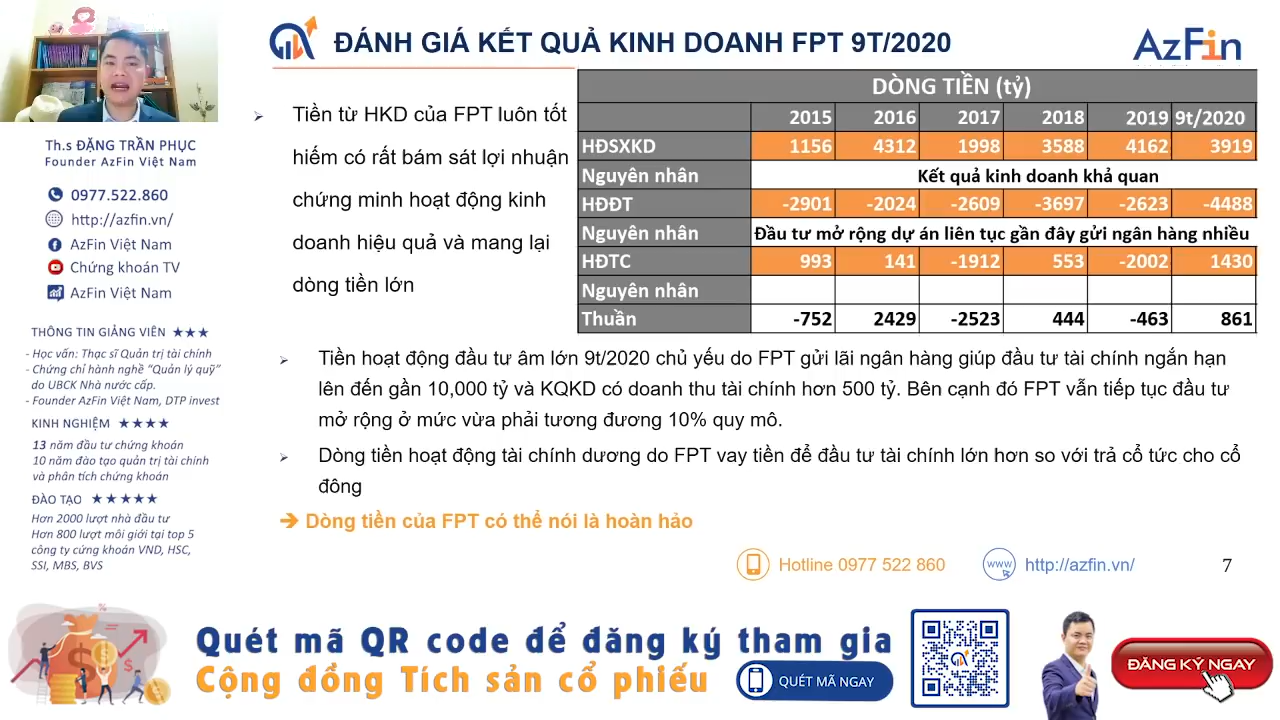 ĐÁNH GIÁ KẾT QUẢ KINH DOANH FPT 9T/2020
AzFin
Th.s ĐẶNG TRẦN PHỤC
Founder AzFin Việt Nam
0977.522.860
http://azfin.vn/
AzFin Việt Nam
Chứng khoán TV
AzFin Việt Nam
THÔNG TIN GIẢNG VIÊN ★★★
- Học vấn: Thạc sĩ Quản trị tài chính
- Chứng chỉ hành nghề "Quản lý quỹ"
do UBCK Nhà nước cấp.
- Founder AzFin Việt Nam, DTP invest
KINH NGHIỆM ★★★★
13 năm đầu tư chứng khoán
10 năm đào tạo quản trị tài chính
và phân tích chứng khoán
ĐÀO TẠO ★★★★★
Hơn 2000 lượt nhà đầu tư
Hơn 800 lượt môi giới tại top 5
công ty cứng khoán VND, HSC,
SSI, MBS, BVS
➢ Tiền từ HKD của FPT luôn tốt
hiếm có rất bám sát lợi nhuận
chứng minh hoạt động kinh
doanh hiệu quả và mang lại
dòng tiền lớn
DÒNG TIỀN (tỷ)
2015 2016 2017 2018 2019 9t/2020
HĐSXKD 1156 4312 1998 3588 4162 3919
Nguyên nhân Kết quả kinh doanh khả quan
HĐĐT -2901 -2024 -2609 -3697 -2623 -4488
Nguyên nhân Đầu tư mở rộng dự án liên tục gần đây gửi ngân hàng nhiều
HĐTC 993 141 -1912 553 -2002 1430
Nguyên nhân
Thuần -752 2429 -2523 444 -463 861
➢ Tiền hoạt động đầu tư âm lớn 9t/2020 chủ yếu do FPT gửi lãi ngân hàng giúp đầu tư tài chính ngắn hạn
lên đến gần 10,000 tỷ và KQKD có doanh thu tài chính hơn 500 tỷ. Bên cạnh đó FPT vẫn tiếp tục đầu tư
mở rộng ở mức vừa phải tương đương 10% quy mô.
➢ Dòng tiền hoạt động tài chính dương do FPT vay tiền để đầu tư tài chính lớn hơn so với trả cổ tức cho cổ
đông
➔ Dòng tiền của FPT có thể nói là hoàn hảo
Hotline 0977 522 860
www http://azfin.vn/
7
Quét mã QR code để đăng ký tham gia
Cộng đồng Tích sản cổ phiếu
QUÉT MÃ NGAY
ĐĂNG KÝ NGAY